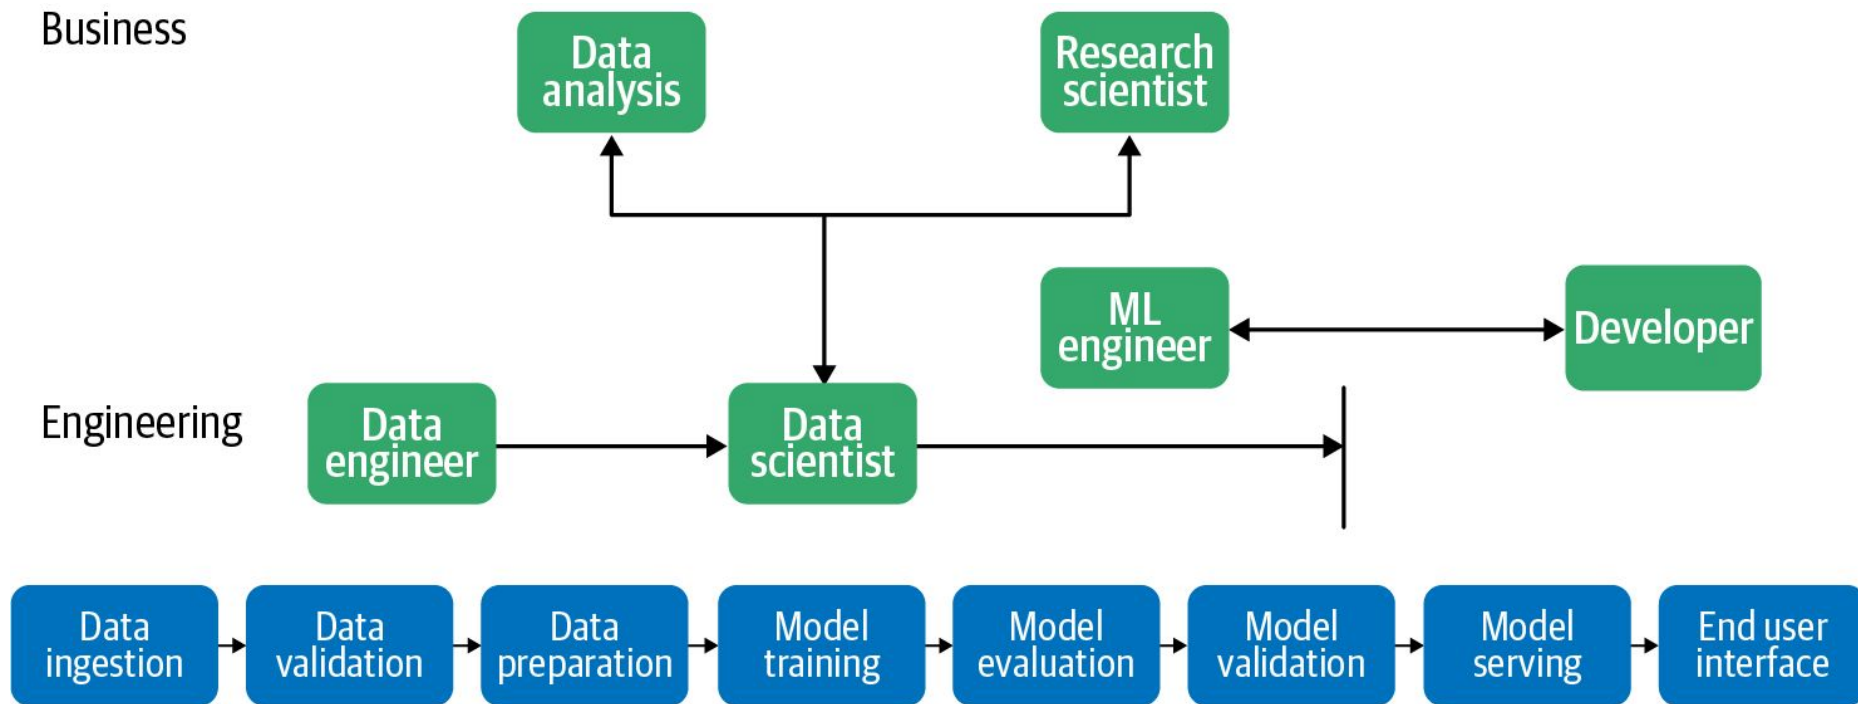 Business
Data
analysis
Research
scientist
ML
engineer
Developer
Engineering
Data
engineer
Data
scientist
Data
ingestion
Data
validation
Data
preparation
Model
training
Model
evaluation
Model
validation
Model
serving
End user
interface